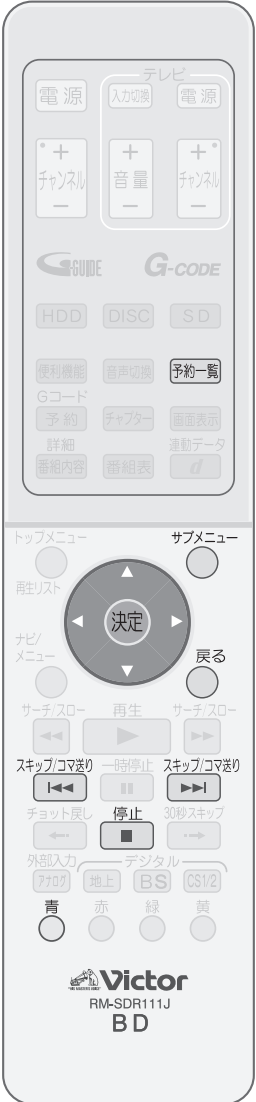 テレビ
電源 入力切換 電源
+ + +
チャンネル 音量 チャンネル
− − −
G-GUIDE G-CODE
HDD DISC SD
便利機能 音声切換 予約一覧
Gコード
予約 チャプター 画面表示
詳細 連動データ
番組内容 番組表 d
トップメニュー サブメニュー
再生リスト
決定
ナビ/
メニュー 戻る
サーチ/スロー 再生 サーチ/スロー
スキップ/コマ送り 一時停止 スキップ/コマ送り
チョット戻し 停止 30秒スキップ
外部入力 デジタル
アナログ 地上 BS CS1/2
青 赤 緑 黄
"HIS MASTER'S VOICE" Victor
RM-SDR111J
BD